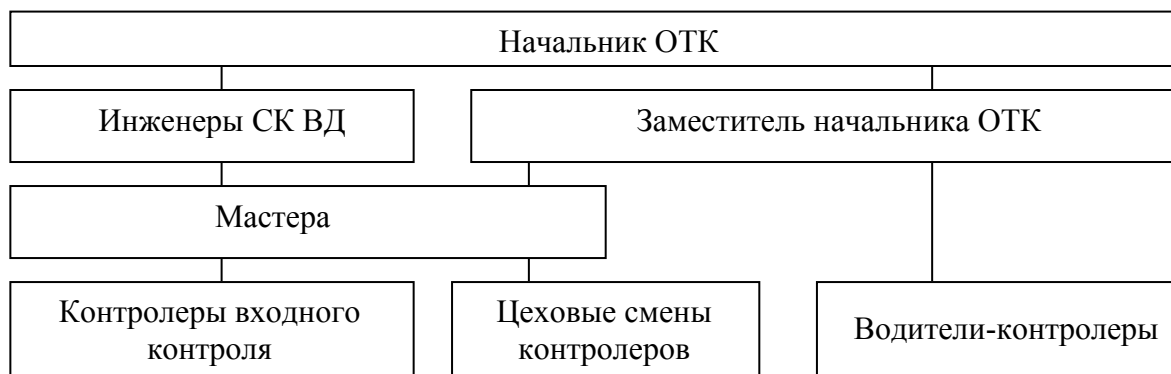 Начальник ОТК
Инженеры СК ВД
Заместитель начальника ОТК
Мастера
Контролеры входного
контроля
Цеховые смены
контролеров
Водители-контролеры